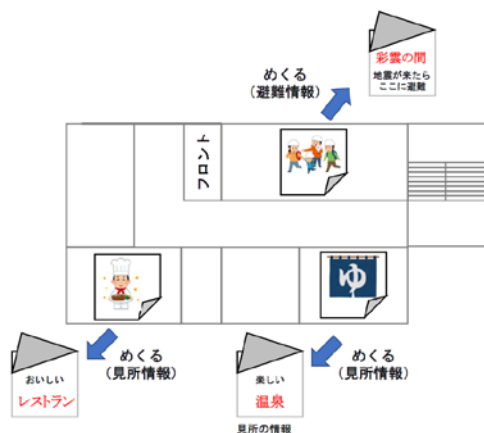 彩雲の間
地震が来たら
ここに避難
めくる
(避難情報)
フロント
ゆ
めくる
(見所情報)
めくる
(見所情報)
おいしい
レストラン
楽しい
温泉
見所の情報